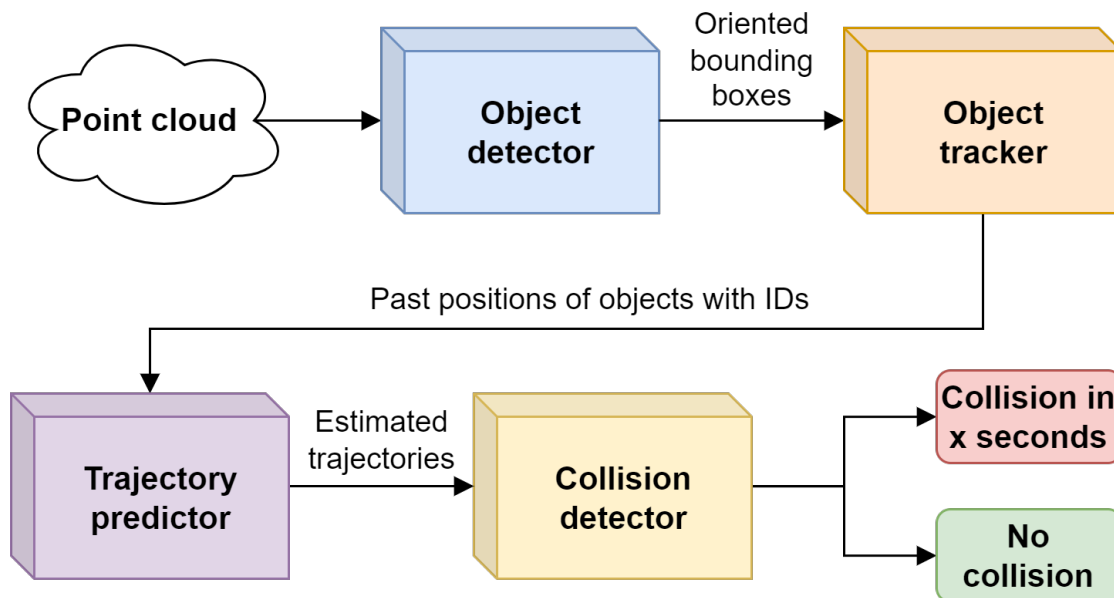 Point cloud
Object
detector
Oriented
bounding
boxes
Object
tracker
Past positions of objects with IDs
Trajectory
predictor
Estimated
trajectories
Collision
detector
Collision in
x seconds
No
collision